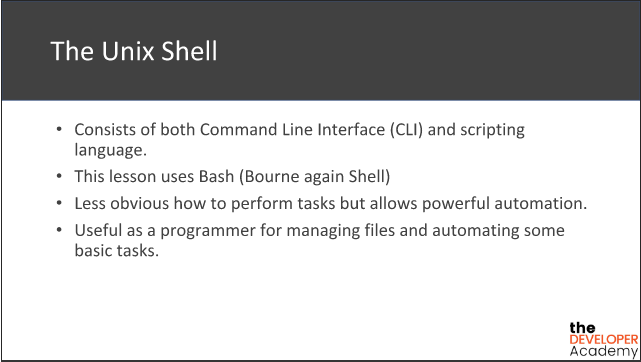 The Unix Shell
• Consists of both Command Line Interface (CLI) and scripting
language.
• This lesson uses Bash (Bourne again Shell)
• Less obvious how to perform tasks but allows powerful automation.
• Useful as a programmer for managing files and automating some
basic tasks.
the
DEVELOPER
Academy